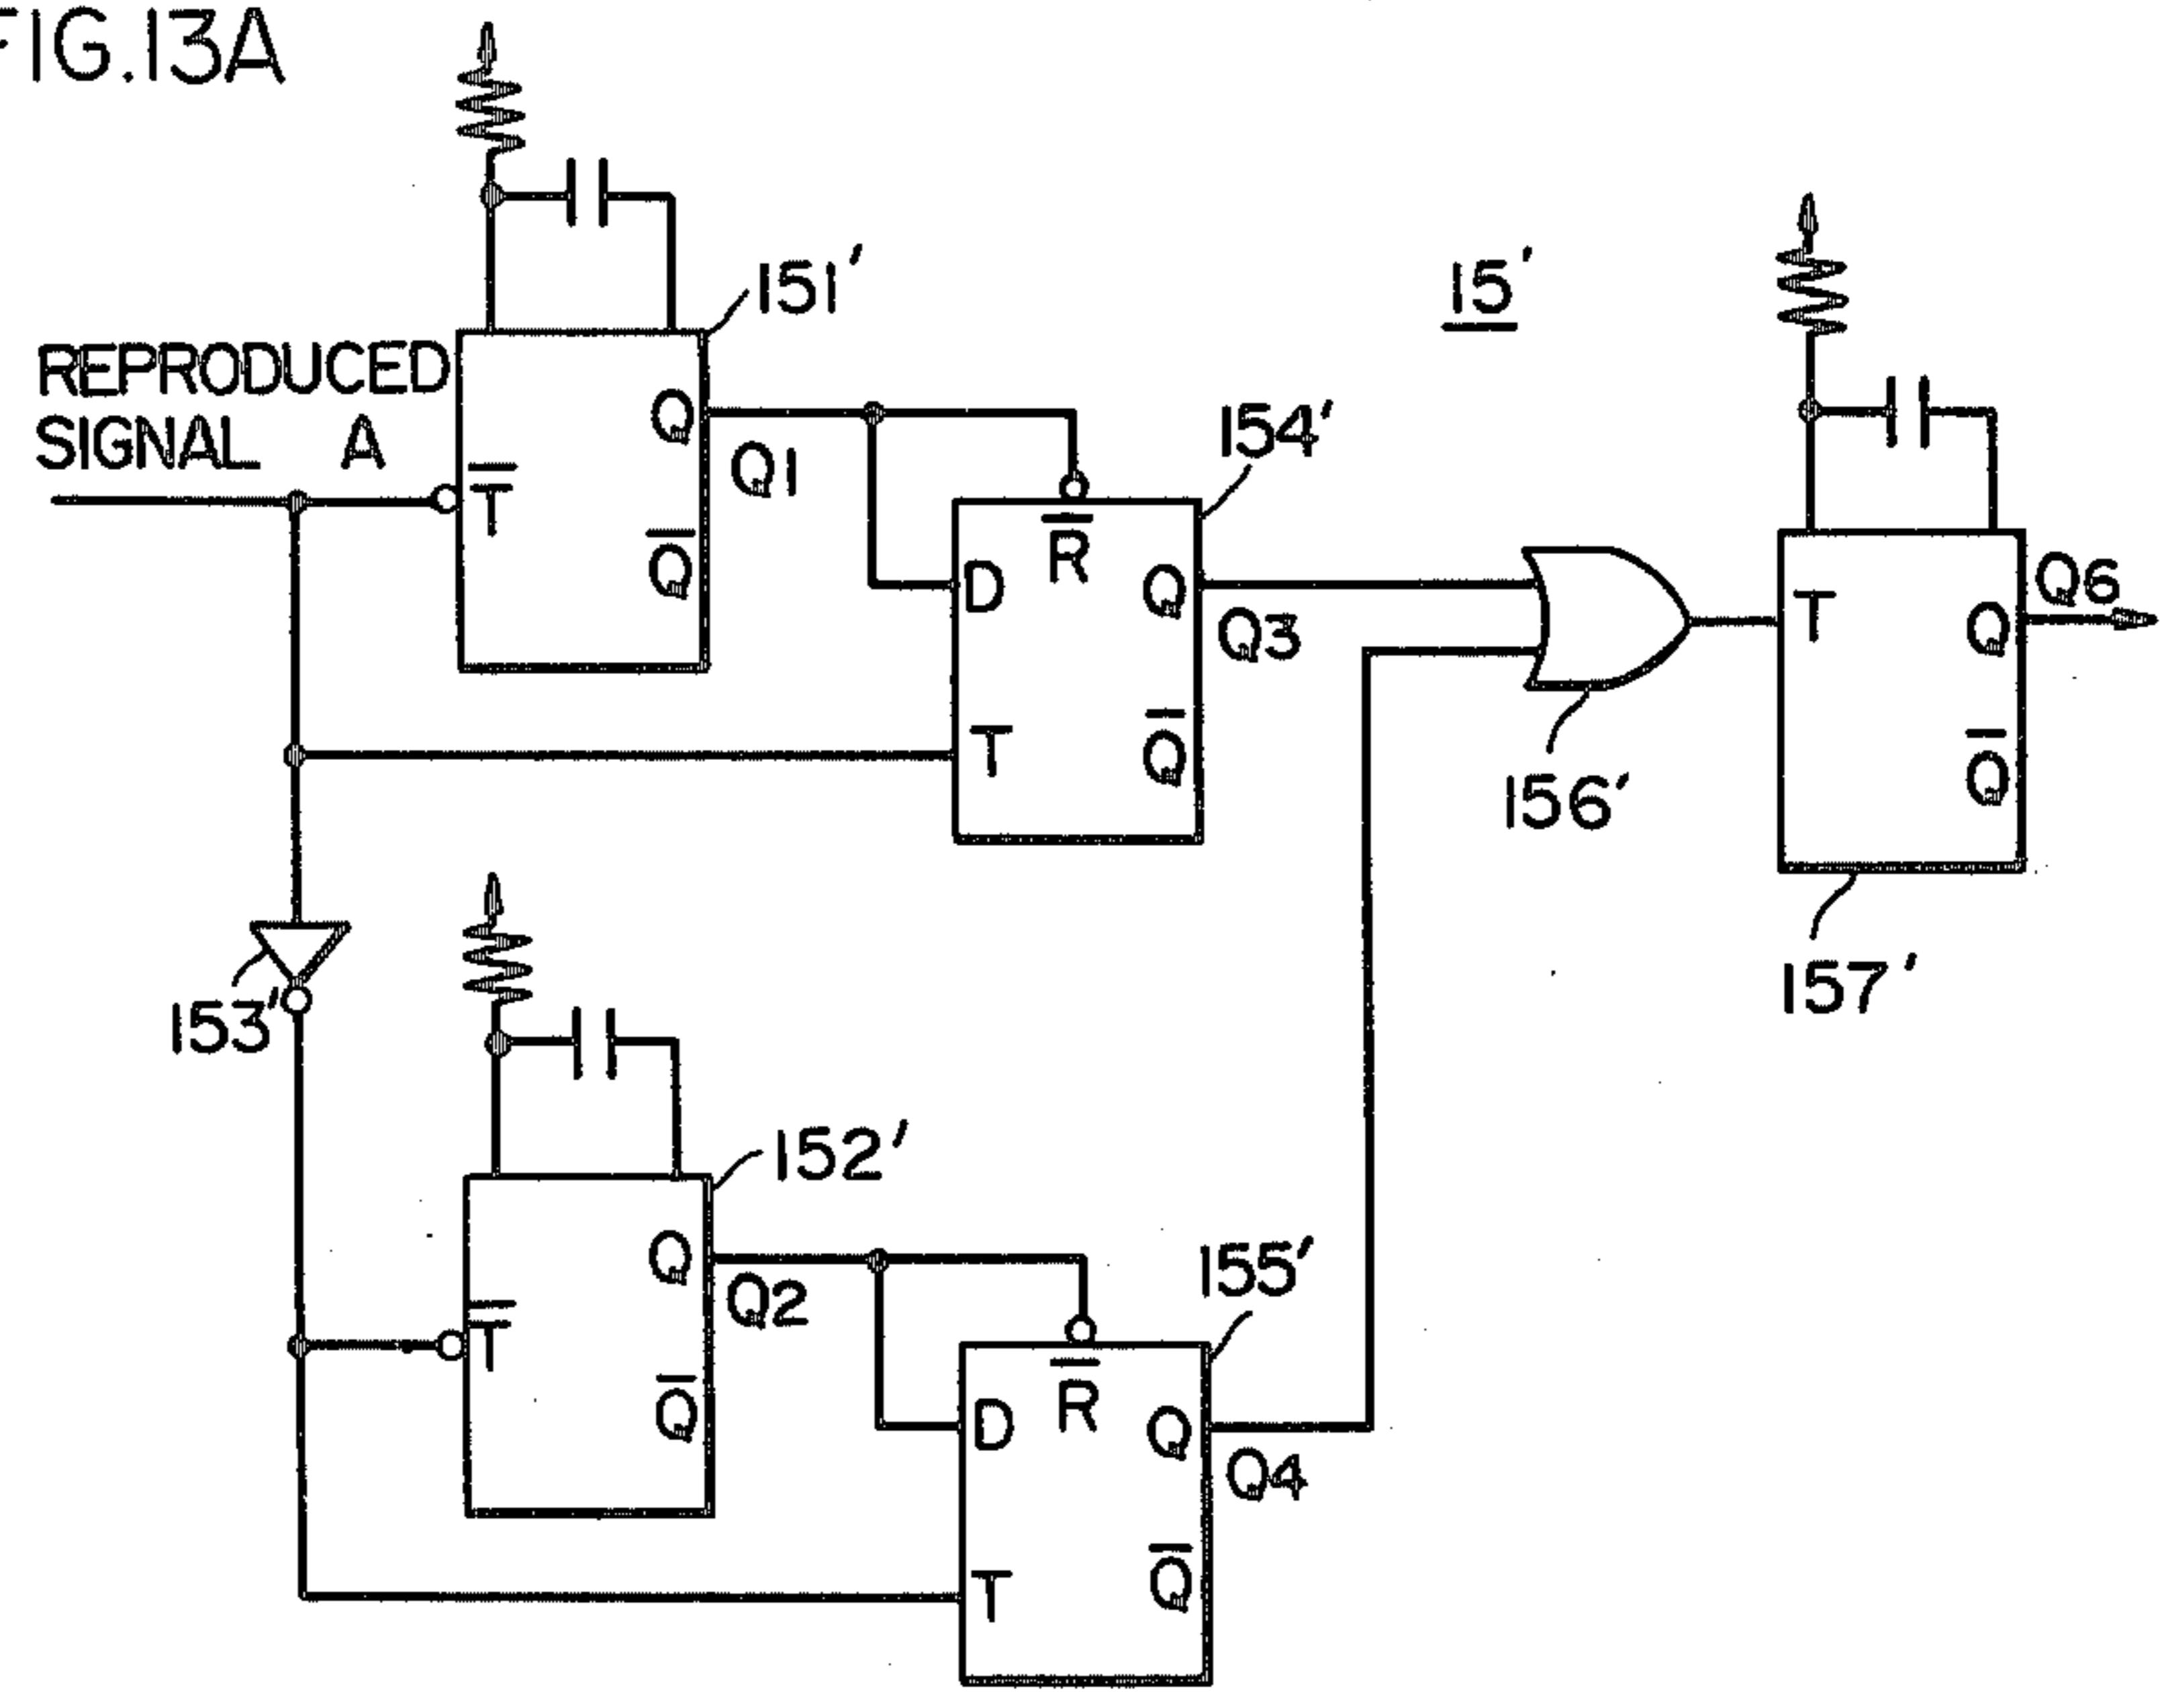 FIG.13A
151'
15'
REPRODUCED
SIGNAL A
Q
Q1
T̅
Q̅
154'
R̅
D
Q
Q3
T
Q̅
156'
T
Q
Q6
Q̅
157'
153'
152'
Q
Q2
T̅
Q̅
155'
R̅
D
Q
Q4
T
Q̅